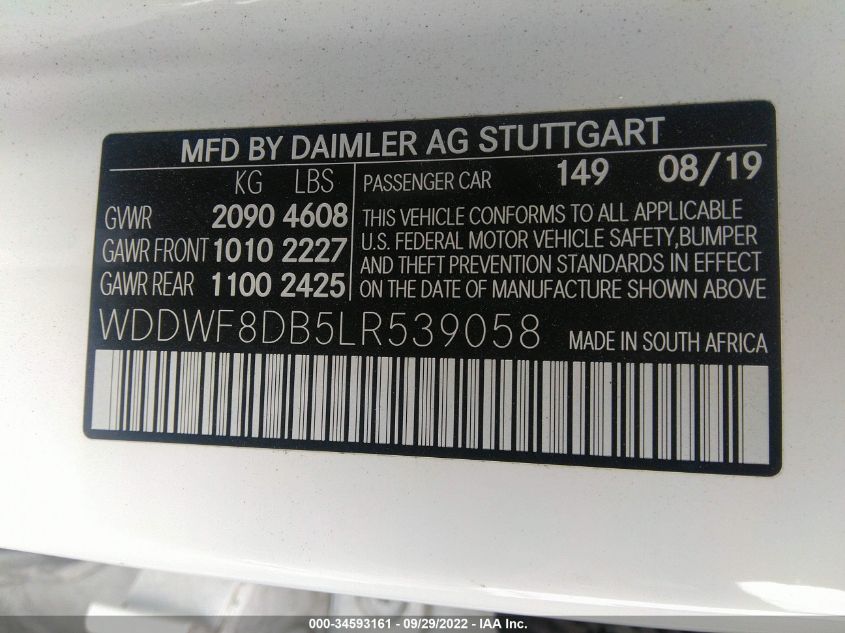 MFD BY DAIMLER AG STUTTGART
KG LBS
GVWR 2090 4608
GAWR FRONT 1010 2227
GAWR REAR 1100 2425
PASSENGER CAR 149 08/19
THIS VEHICLE CONFORMS TO ALL APPLICABLE
U.S. FEDERAL MOTOR VEHICLE SAFETY,BUMPER
AND THEFT PREVENTION STANDARDS IN EFFECT
ON THE DATE OF MANUFACTURE SHOWN ABOVE
WDDWF8DB5LR539058 MADE IN SOUTH AFRICA
000-34593161 - 09/29/2022 - IAA Inc.